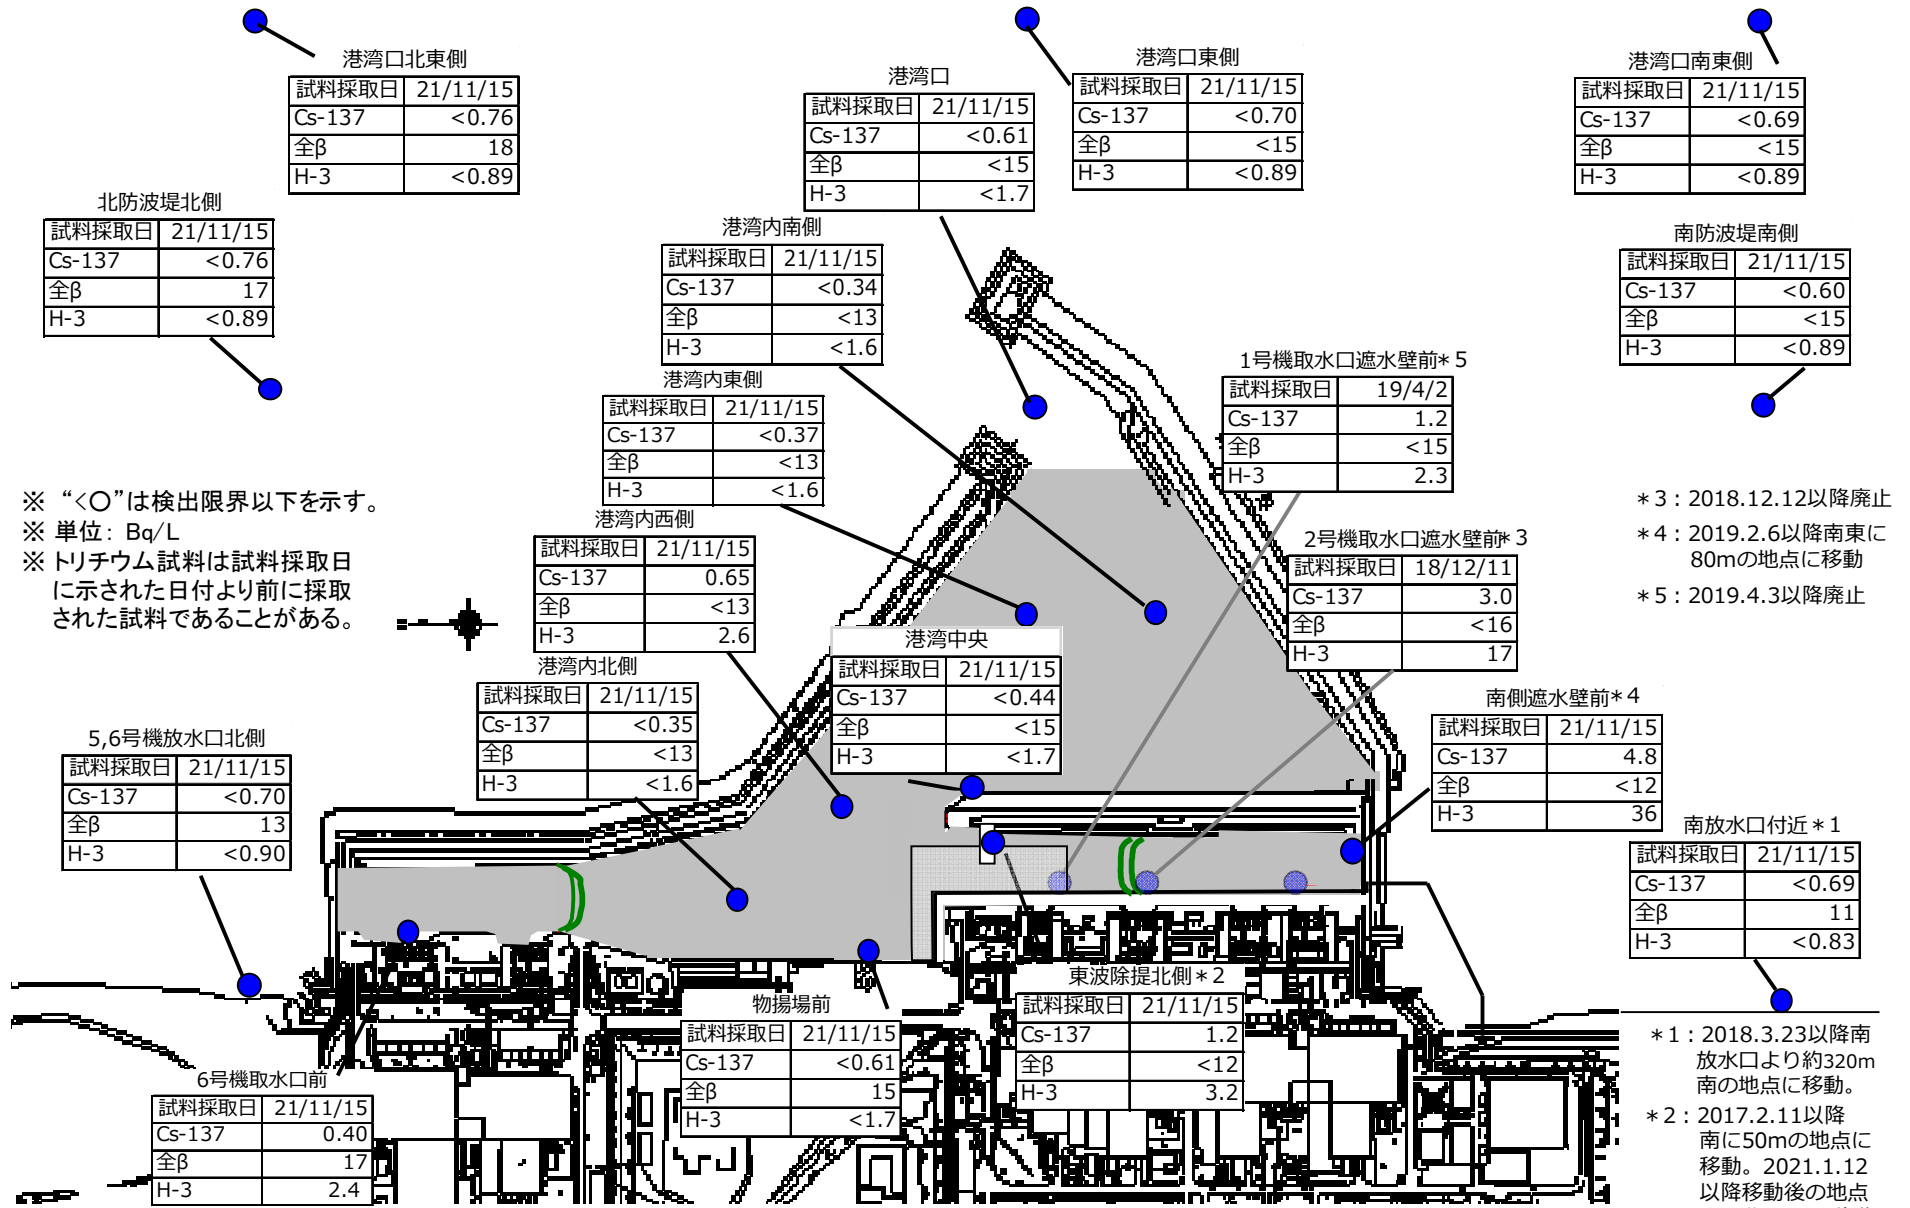 港湾口北東側
試料採取日 21/11/15
Cs-137 <0.76
全β 18
H-3 <0.89
港湾口
試料採取日 21/11/15
Cs-137 <0.61
全β <15
H-3 <1.7
港湾口東側
試料採取日 21/11/15
Cs-137 <0.70
全β <15
H-3 <0.89
港湾口南東側
試料採取日 21/11/15
Cs-137 <0.69
全β <15
H-3 <0.89
北防波堤北側
試料採取日 21/11/15
Cs-137 <0.76
全β 17
H-3 <0.89
港湾内南側
試料採取日 21/11/15
Cs-137 <0.34
全β <13
H-3 <1.6
南防波堤南側
試料採取日 21/11/15
Cs-137 <0.60
全β <15
H-3 <0.89
港湾内東側
試料採取日 21/11/15
Cs-137 <0.37
全β <13
H-3 <1.6
1号機取水口遮水壁前*5
試料採取日 19/4/2
Cs-137 1.2
全β <15
H-3 2.3
※ “<○”は検出限界以下を示す。
※ 単位: Bq/L
※ トリチウム試料は試料採取日
に示された日付より前に採取
された試料であることがある。
港湾内西側
試料採取日 21/11/15
Cs-137 0.65
全β <13
H-3 2.6
2号機取水口遮水壁前*3
試料採取日 18/12/11
Cs-137 3.0
全β <16
H-3 17
*3:2018.12.12以降廃止
*4:2019.2.6以降南東に
80mの地点に移動
*5:2019.4.3以降廃止
港湾内北側
試料採取日 21/11/15
Cs-137 <0.35
全β <13
H-3 <1.6
港湾中央
試料採取日 21/11/15
Cs-137 <0.44
全β <15
H-3 <1.7
南側遮水壁前*4
試料採取日 21/11/15
Cs-137 4.8
全β <12
H-3 36
5,6号機放水口北側
試料採取日 21/11/15
Cs-137 <0.70
全β 13
H-3 <0.90
南放水口付近*1
試料採取日 21/11/15
Cs-137 <0.69
全β 11
H-3 <0.83
物揚場前
試料採取日 21/11/15
Cs-137 <0.61
全β 15
H-3 <1.7
東波除堤北側*2
試料採取日 21/11/15
Cs-137 1.2
全β <12
H-3 3.2
6号機取水口前
試料採取日 21/11/15
Cs-137 0.40
全β 17
H-3 2.4
*1:2018.3.23以降南
放水口より約320m
南の地点に移動。
*2:2017.2.11以降
南に50mの地点に
移動。2021.1.12
以降移動後の地点